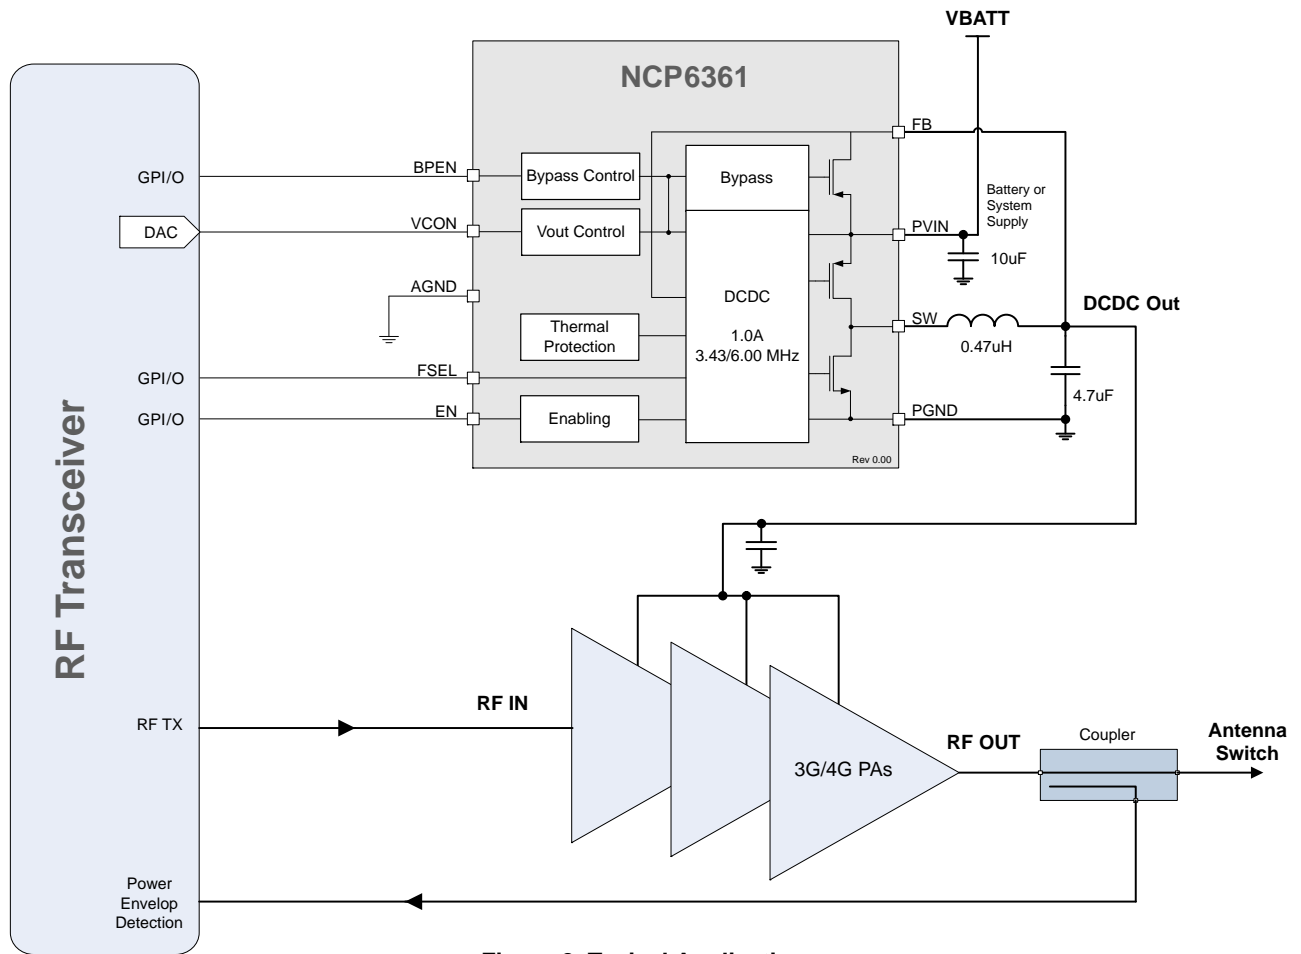 VBATT
NCP6361
FB
GPI/O
BPEN
Bypass Control
Bypass
Battery or
System
Supply
DAC
VCON
Vout Control
PVIN
10uF
AGND
DCDC
1.0A
3.43/6.00 MHz
DCDC Out
SW
0.47uH
Thermal
Protection
GPI/O
FSEL
4.7uF
GPI/O
EN
Enabling
PGND
Rev 0.00
RF Transceiver
RF TX
RF IN
3G/4G PAs
RF OUT
Coupler
Antenna
Switch
Power
Envelop
Detection